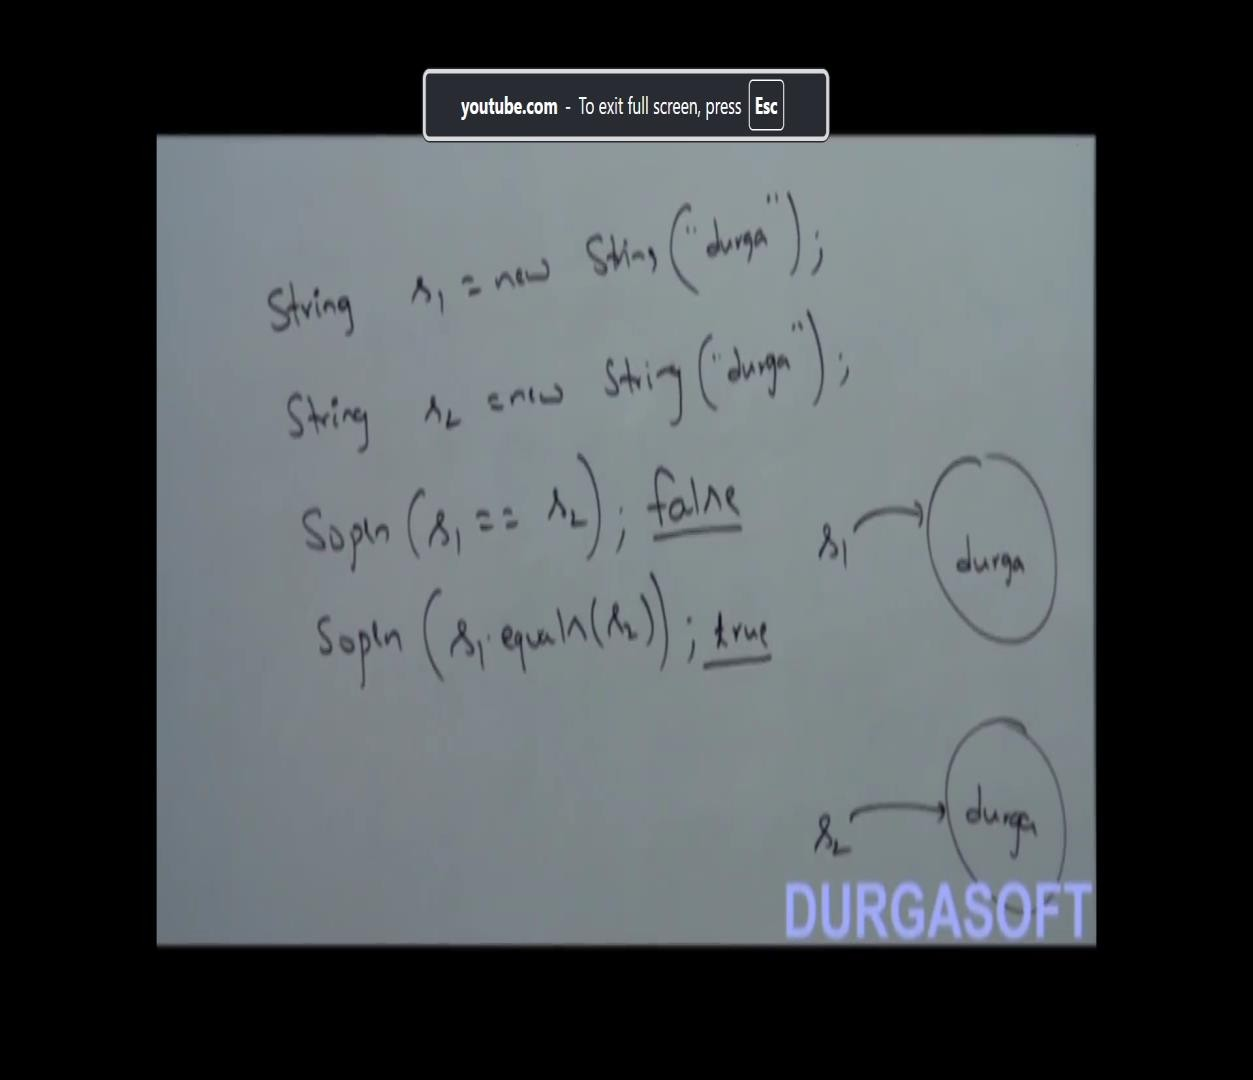 youtube.com - To exit full screen, press Esc
String s1 = new String("durga");
String s2 = new String("durga");
Sopln(s1 == s2); false
Sopln(s1.equals(s2)); true
s1 durga
s2 durga
DURGASOFT